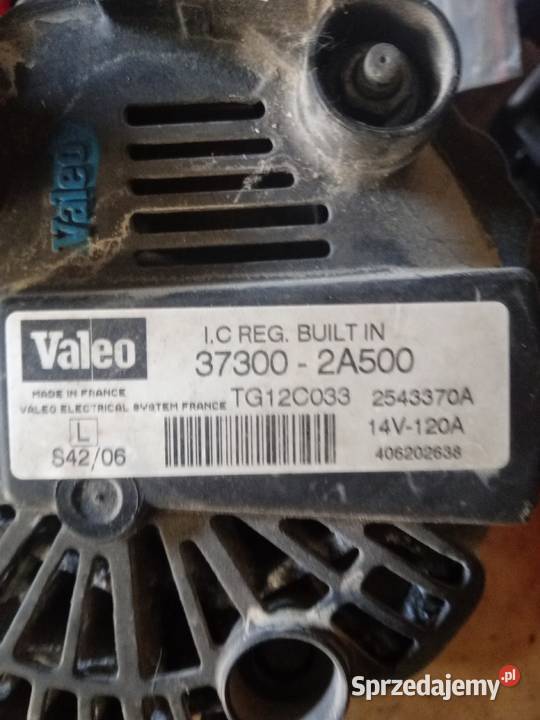 Valeo
Valeo
I.C REG. BUILT IN
37300 - 2A500
MADE IN FRANCE
VALEO ELECTRICAL SYSTEM FRANCE
TG12C033 2543370A
L
14V-120A
S42/06
406202638
Sprzedajemy.pl